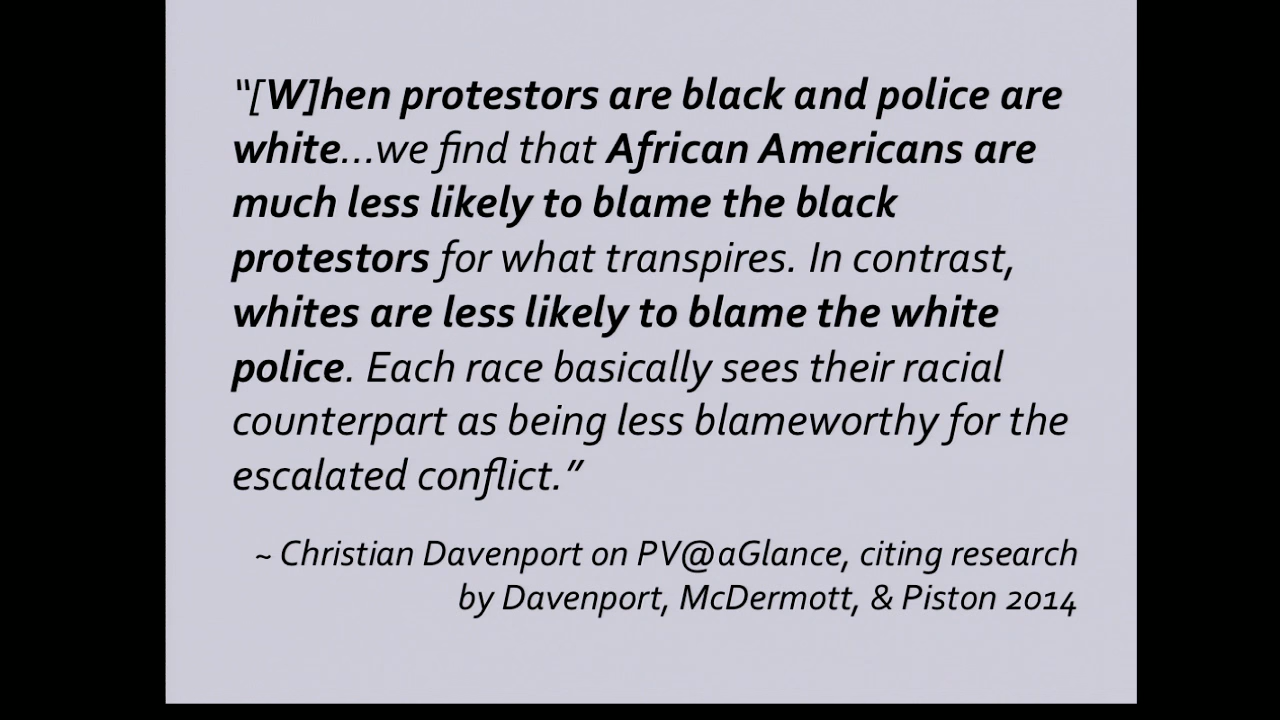 “[W]hen protestors are black and police are
white...we find that African Americans are
much less likely to blame the black
protestors for what transpires. In contrast,
whites are less likely to blame the white
police. Each race basically sees their racial
counterpart as being less blameworthy for the
escalated conflict.”
~ Christian Davenport on PV@aGlance, citing research
by Davenport, McDermott, & Piston 2014